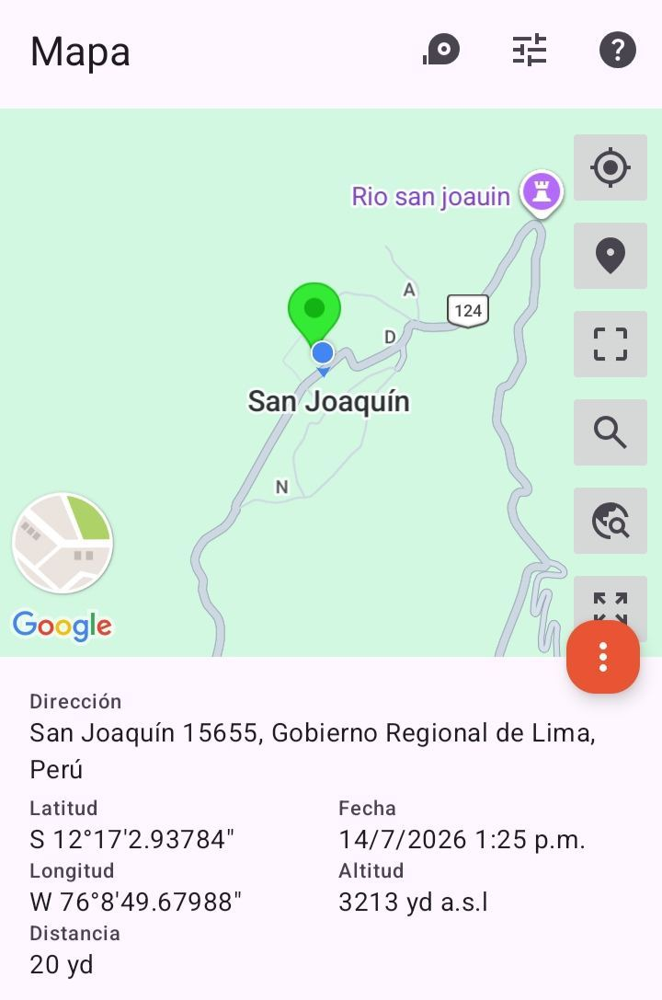 Mapa
Rio san joauin
A
124
D
San Joaquín
N
Google
Dirección
San Joaquín 15655, Gobierno Regional de Lima,
Perú
Latitud
S 12°17'2.93784"
Fecha
14/7/2026 1:25 p.m.
Longitud
W 76°8'49.67988"
Altitud
3213 yd a.s.l
Distancia
20 yd